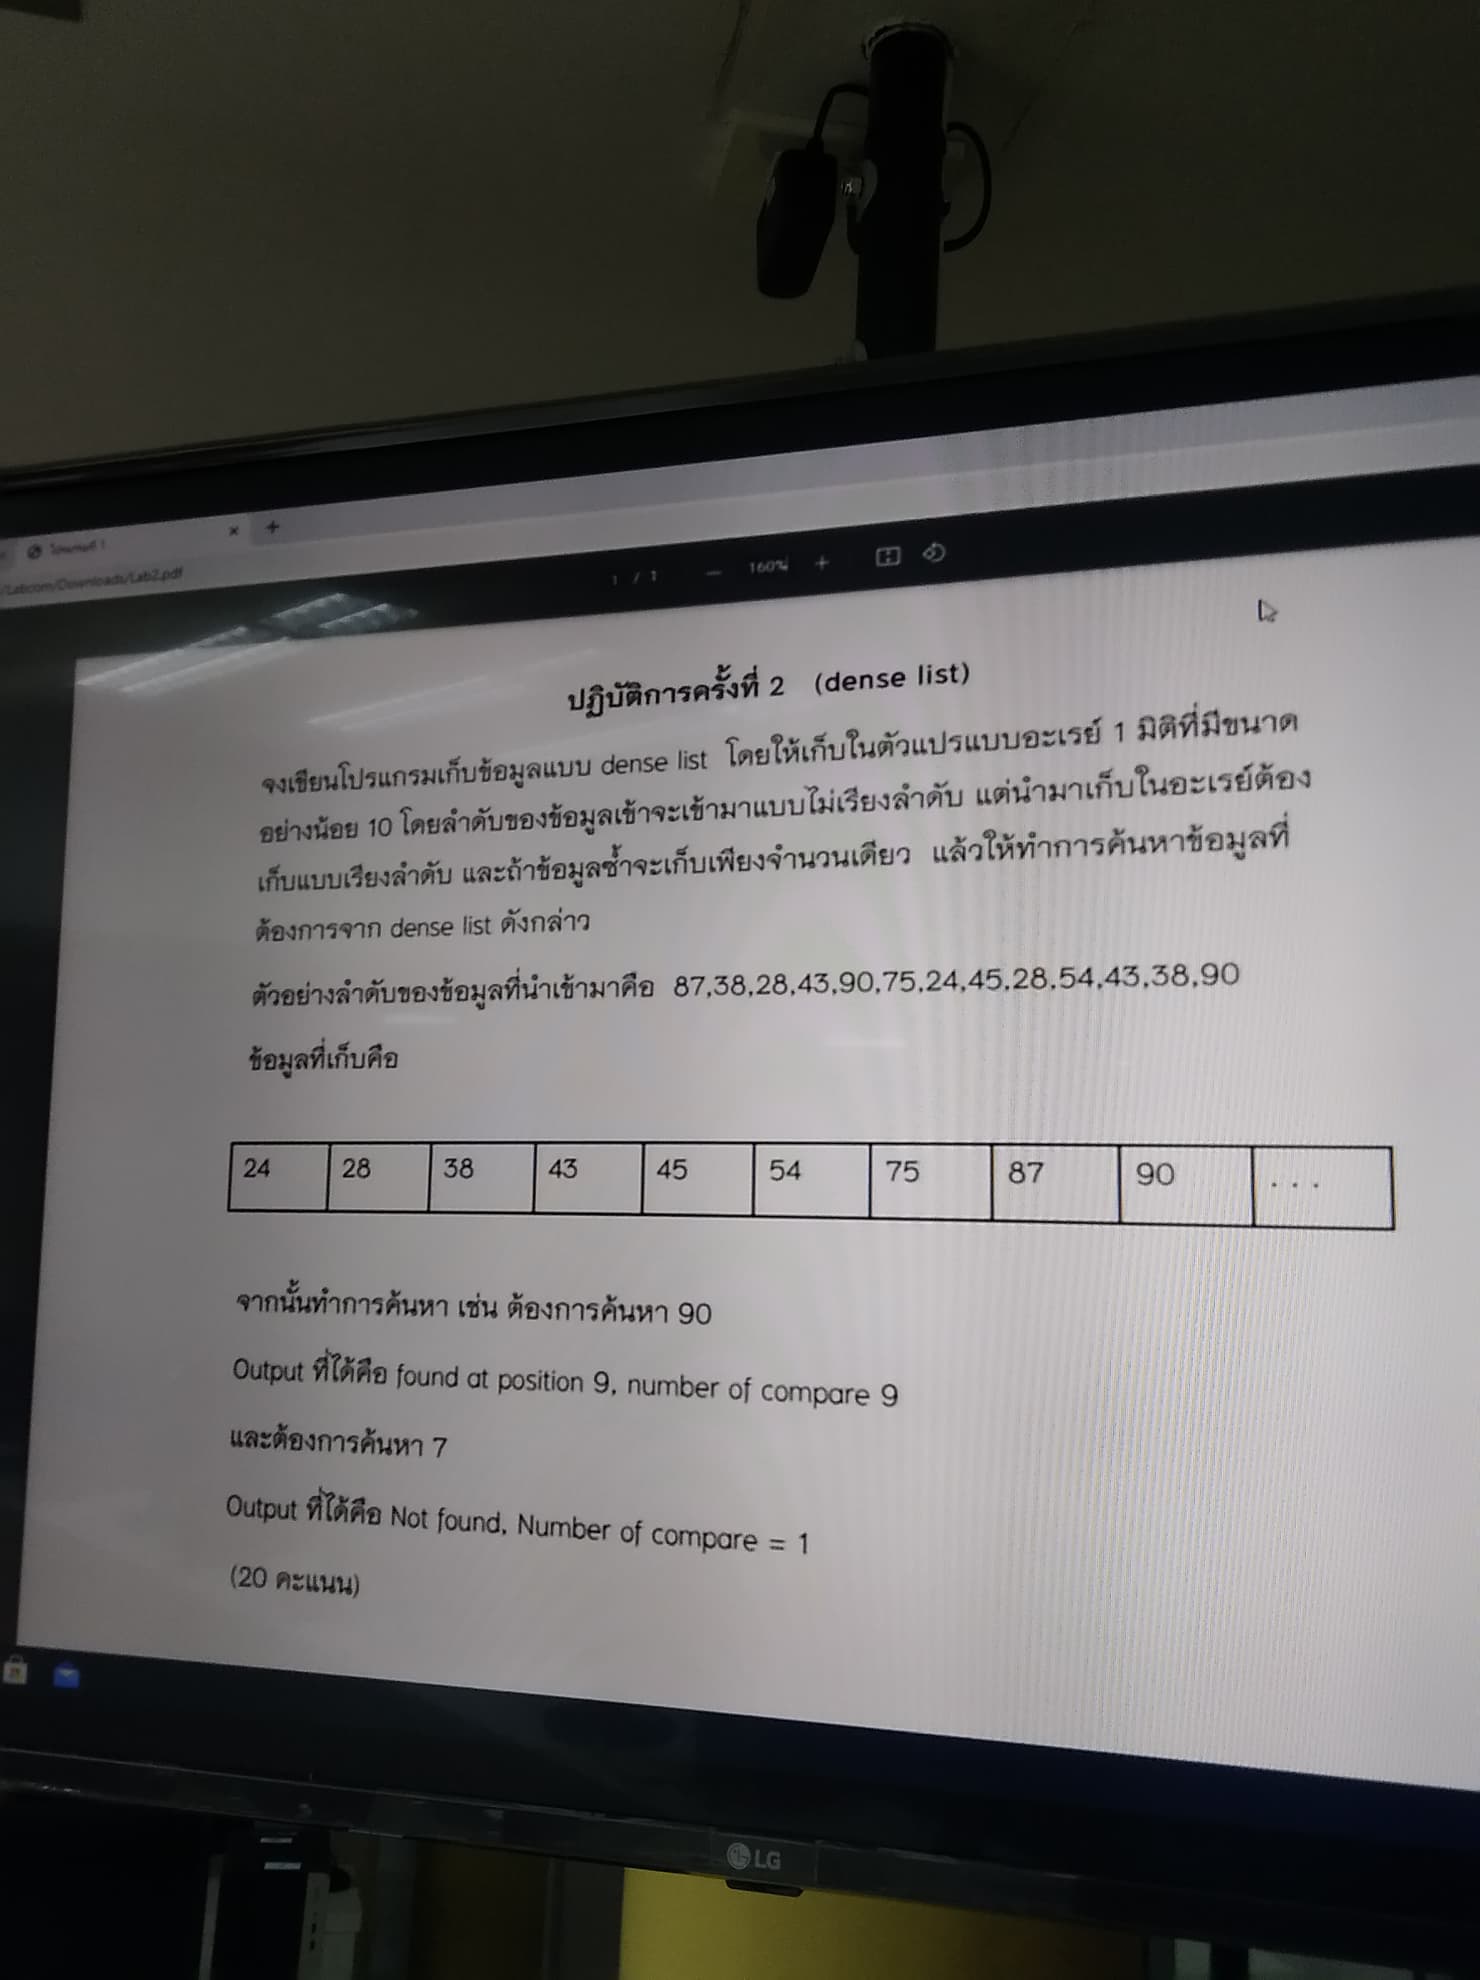 /Labcom/Downloads/Lab2.pdf
1 / 1 — 160% +
ปฏิบัติการครั้งที่ 2 (dense list)
จงเขียนโปรแกรมเก็บข้อมูลแบบ dense list โดยให้เก็บในตัวแปรแบบอะเรย์ 1 มิติที่มีขนาด
อย่างน้อย 10 โดยลำดับของข้อมูลเข้าจะเข้ามาแบบไม่เรียงลำดับ แต่นำมาเก็บในอะเรย์ต้อง
เก็บแบบเรียงลำดับ และถ้าข้อมูลซ้ำจะเก็บเพียงจำนวนเดียว แล้วให้ทำการค้นหาข้อมูลที่
ต้องการจาก dense list ดังกล่าว
ตัวอย่างลำดับของข้อมูลที่นำเข้ามาคือ 87,38,28,43,90,75,24,45,28,54,43,38,90
ข้อมูลที่เก็บคือ
24 28 38 43 45 54 75 87 90 ...
จากนั้นทำการค้นหา เช่น ต้องการค้นหา 90
Output ที่ได้คือ found at position 9, number of compare 9
และต้องการค้นหา 7
Output ที่ได้คือ Not found, Number of compare = 1
(20 คะแนน)
LG